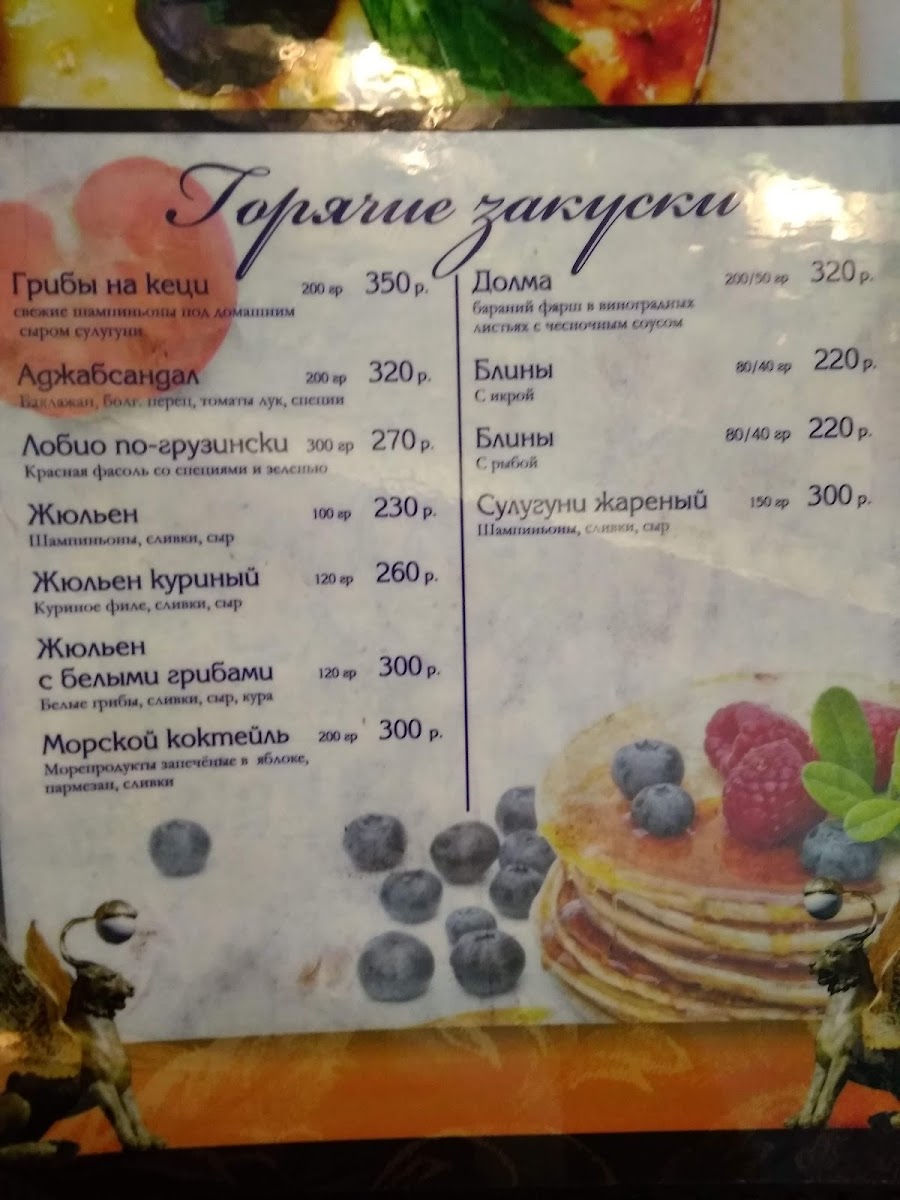 Горячие закуски
Грибы на кеци 200 гр 350 р.
свежие шампиньоны под домашним
сыром сулугуни.
Аджабсандал 200 гр 320 р.
Баклажан, болг. перец, томаты лук, специи
Лобио по-грузински 300 гр 270 р.
Красная фасоль со специями и зеленью
Жюльен 100 гр 230 р.
Шампиньоны, сливки, сыр
Жюльен куриный 120 гр 260 р.
Куриное филе, сливки, сыр
Жюльен
с белыми грибами 120 гр 300 р.
Белые грибы, сливки, сыр, кура
Морской коктейль 200 гр 300 р.
Морепродукты запечёные в яблоке,
пармезан, сливки
Долма 200/50 гр 320 р.
бараний фарш в виноградных
листьях с чесночным соусом
Блины 80/40 гр 220 р.
С икрой
Блины 80/40 гр 220 р.
С рыбой
Сулугуни жареный 150 гр 300 р.
Шампиньоны, сливки, сыр